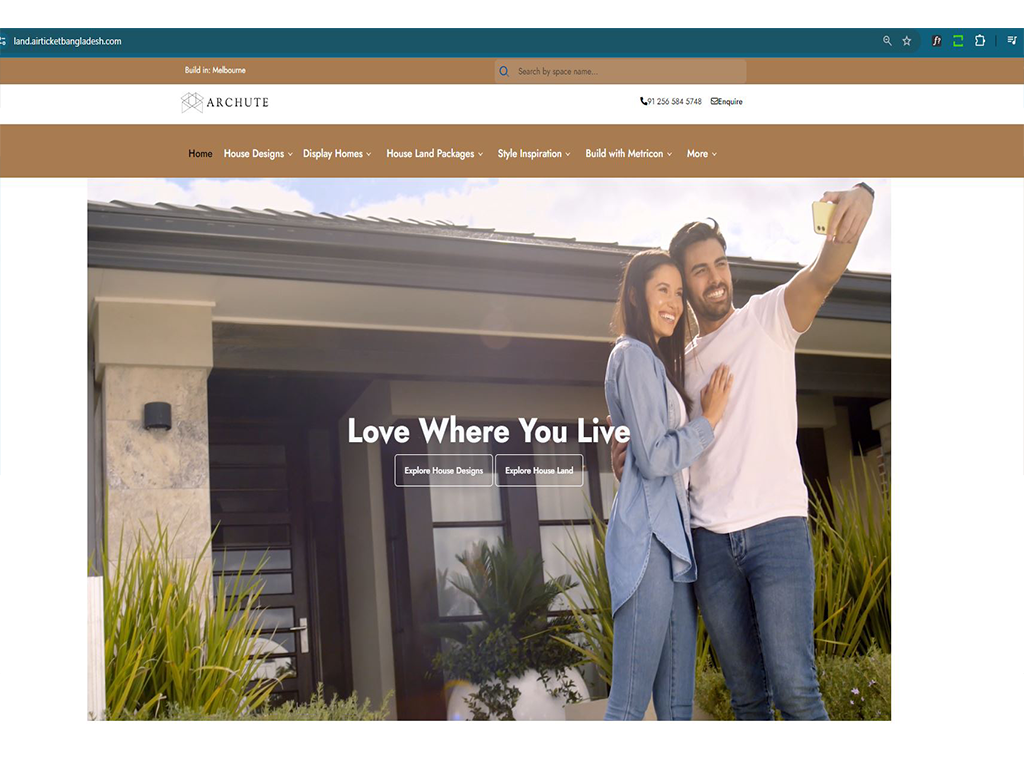 land.airticketbangladesh.com
Build in: Melbourne
Search by space name...
ARCHUTE
91 256 584 5748 Enquire
Home House Designs Display Homes House Land Packages Style Inspiration Build with Metricon More
Love Where You Live
Explore House Designs Explore House Land